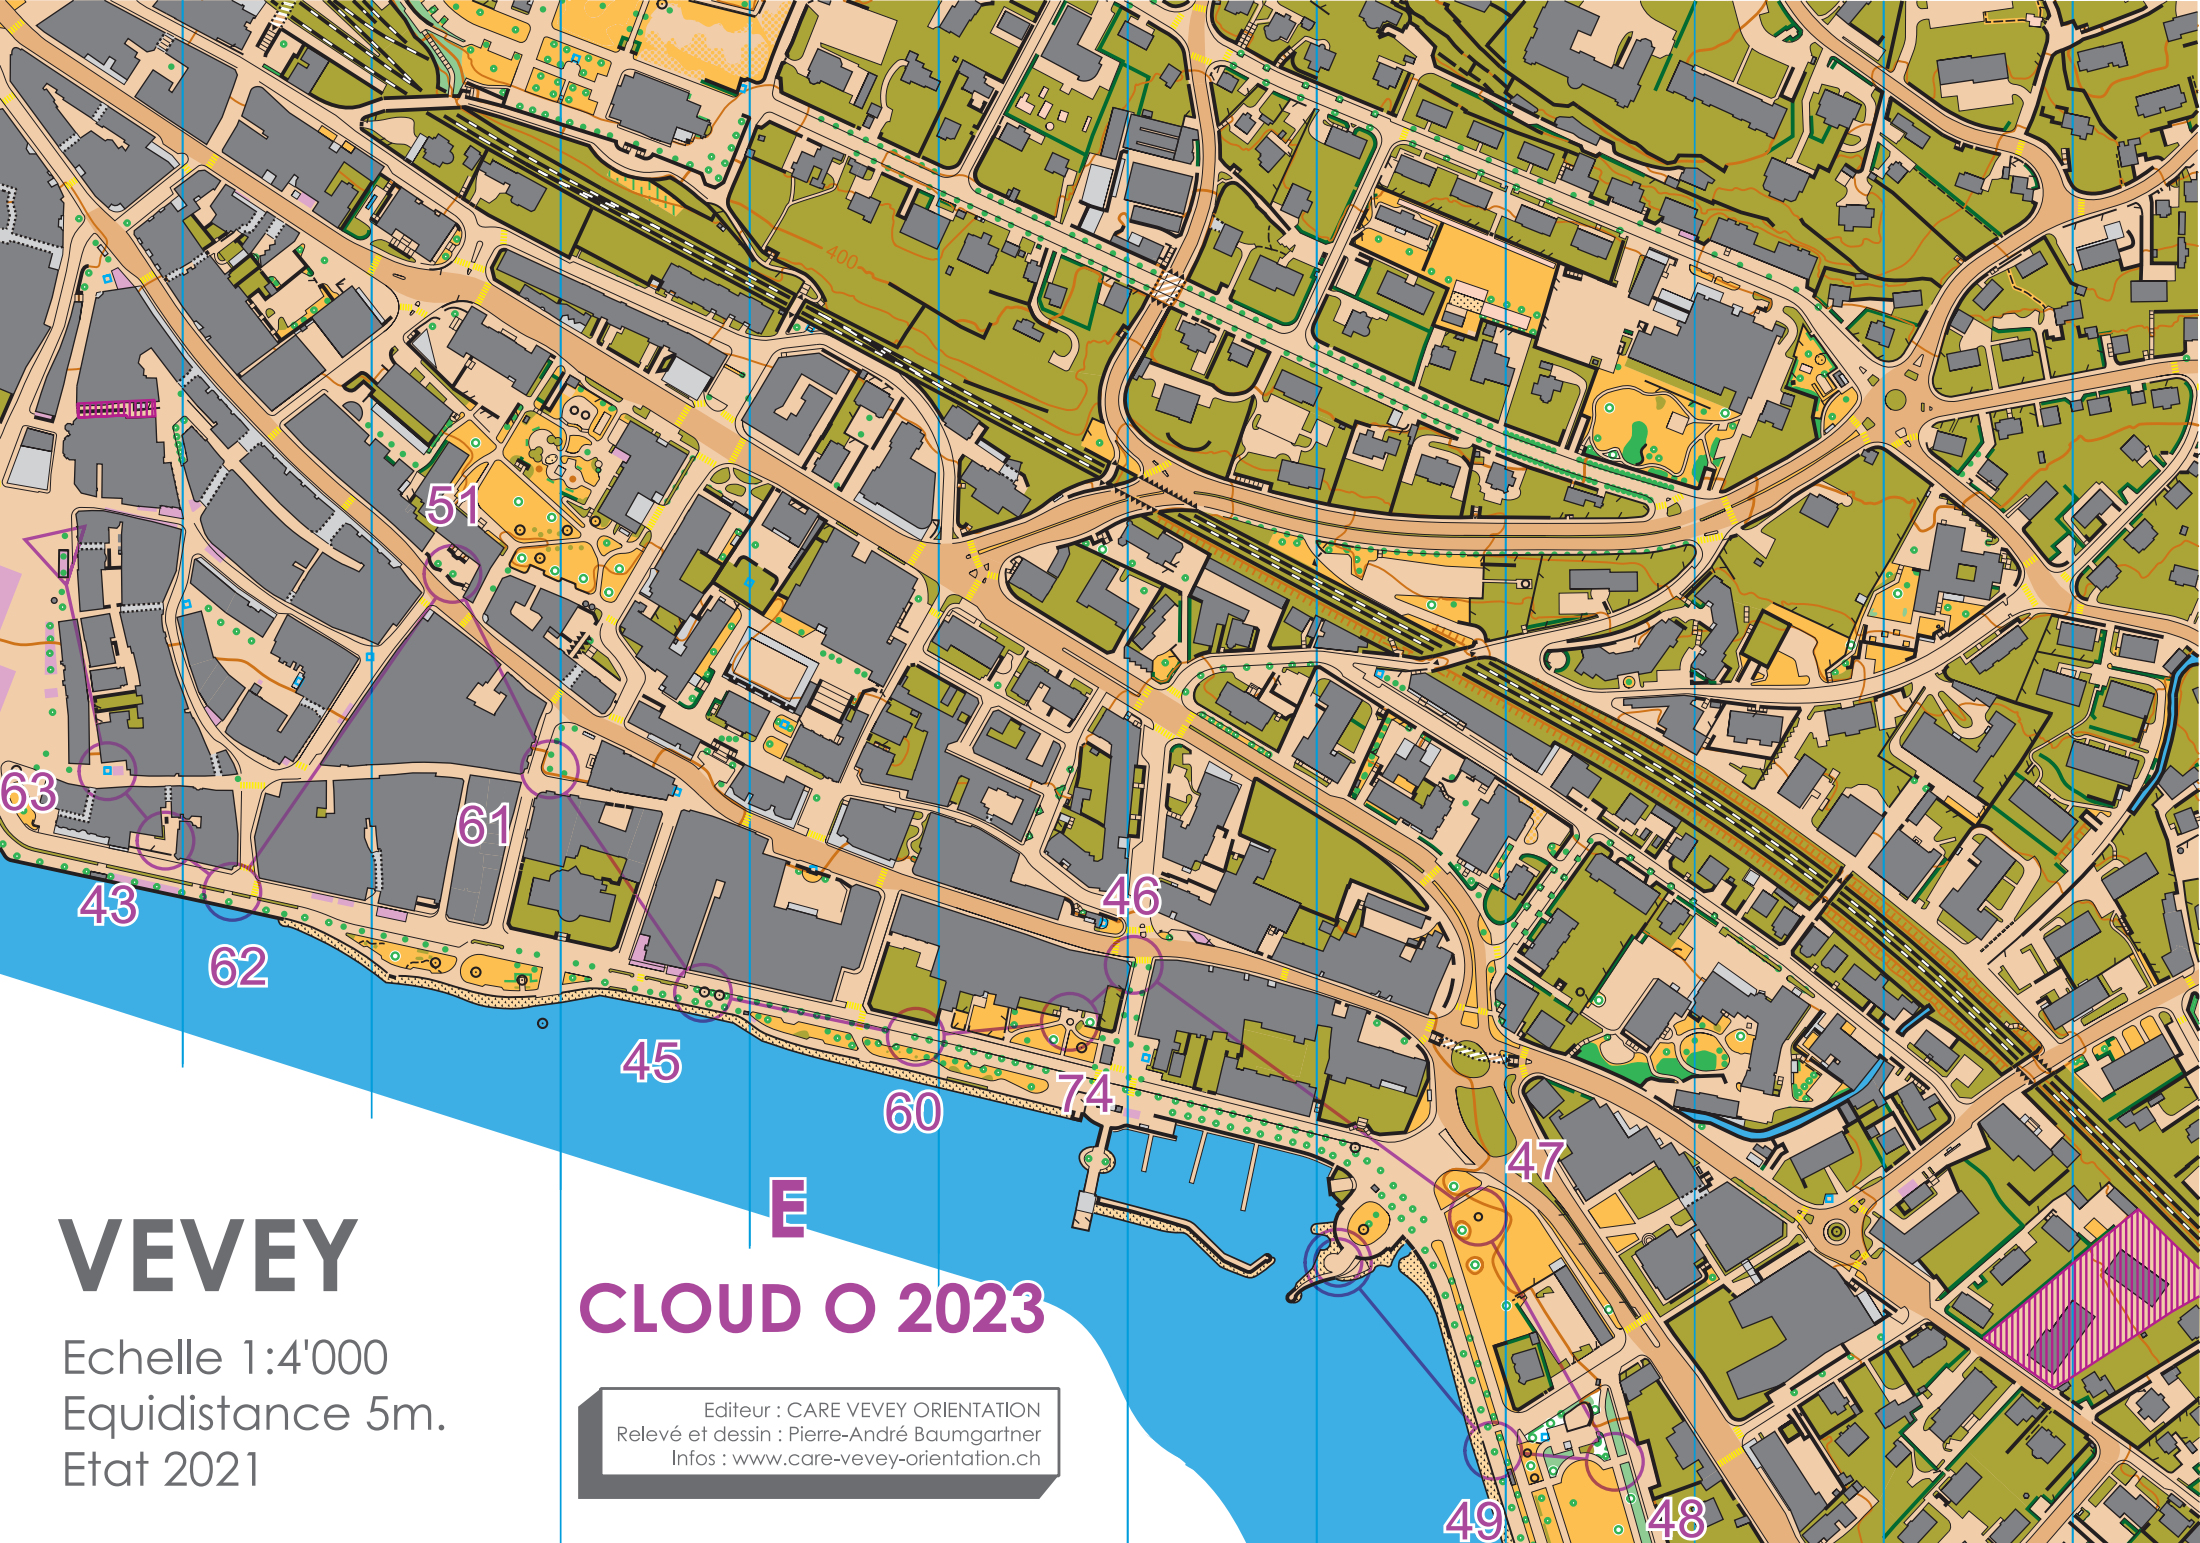 400
51
63
61
43
46
62
45
60
74
47
E
VEVEY
CLOUD O 2023
Echelle 1:4'000
Equidistance 5m.
Etat 2021
Editeur : CARE VEVEY ORIENTATION
Relevé et dessin : Pierre-André Baumgartner
Infos : www.care-vevey-orientation.ch
49
48